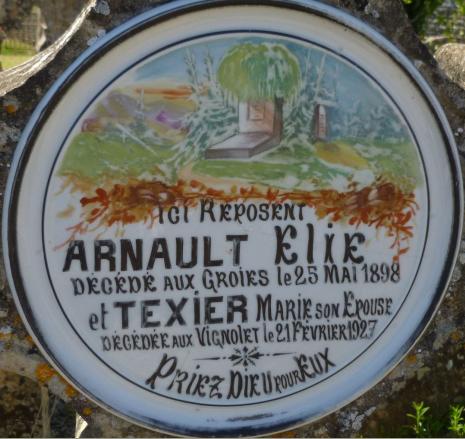 ICI REPOSENT
ARNAULT ELIE
DÉCÉDÉ AUX GROIES le 25 MAI 1898
et TEXIER MARIE SON EPOUSE
DÉCÉDÉE AUX VIGNOLET le 21 FÉVRIER 1927
PRIEZ DIEU POUR EUX